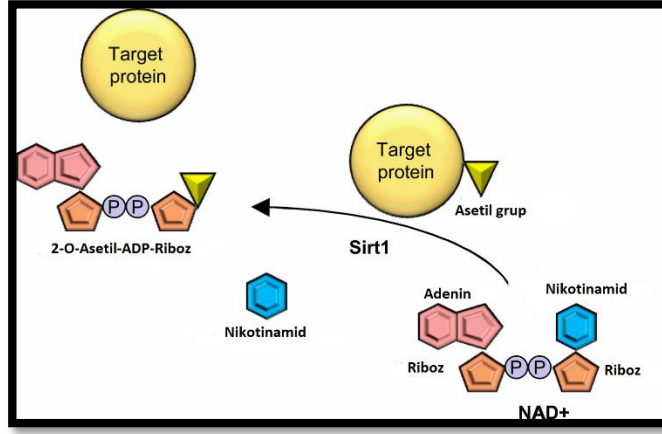 Target
protein
Target
protein
P P
Asetil grup
2-O-Asetil-ADP-Riboz
Sirt1
Adenin
Nikotinamid
Nikotinamid
Riboz
P P
Riboz
NAD+